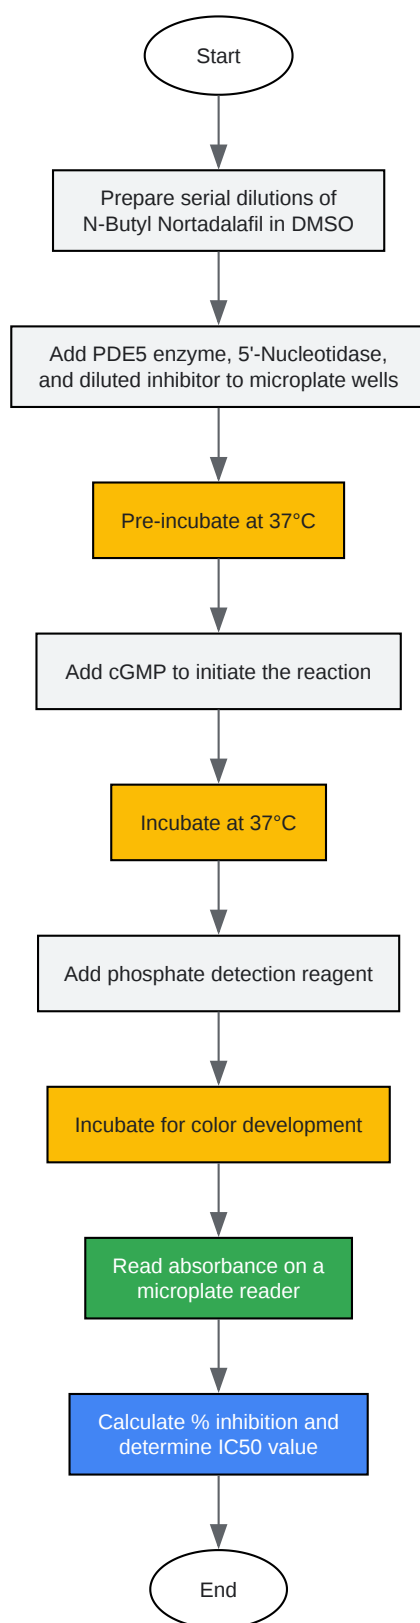 Start
Prepare serial dilutions of
N-Butyl Nortadalafil in DMSO
Add PDE5 enzyme, 5'-Nucleotidase,
and diluted inhibitor to microplate wells
Pre-incubate at 37°C
Add cGMP to initiate the reaction
Incubate at 37°C
Add phosphate detection reagent
Incubate for color development
Read absorbance on a
microplate reader
Calculate % inhibition and
determine IC50 value
End